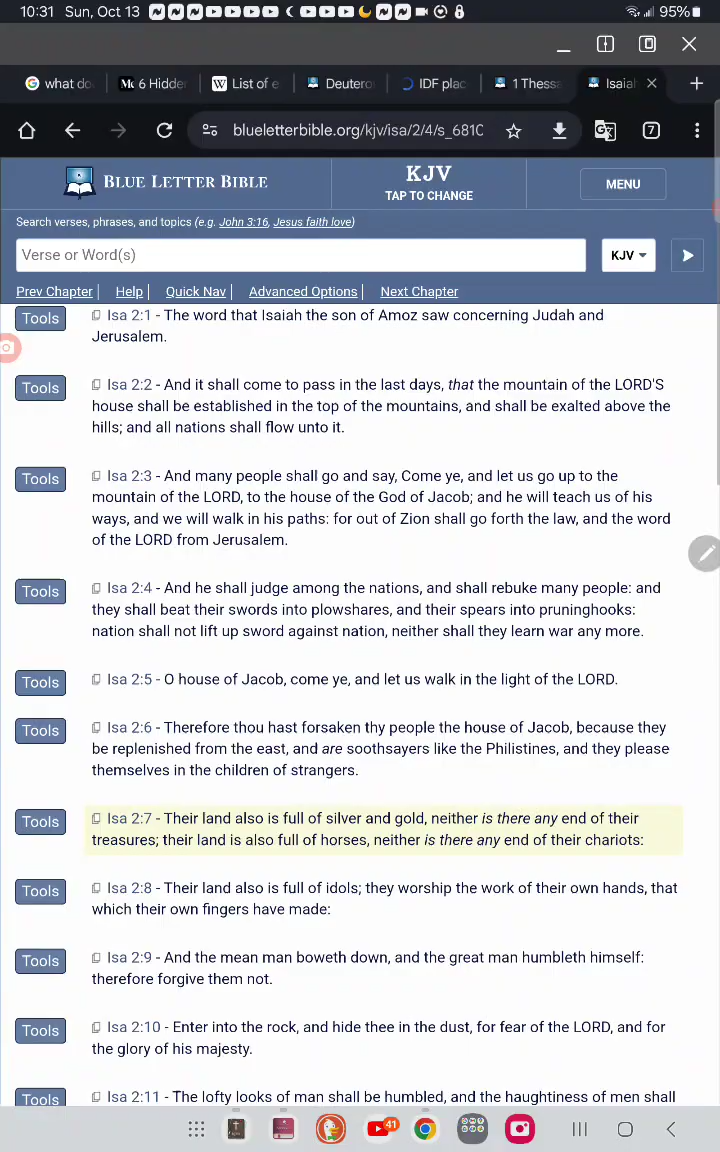 10:31 Sun, Oct 13 95%
what do
6 Hidder
W List of e
Deutero
IDF plac
1 Thessa
Isaiah
blueletterbible.org/kjv/isa/2/4/s_681C
7
BLUE LETTER BIBLE
KJV
TAP TO CHANGE
MENU
Search verses, phrases, and topics (e.g. John 3:16, Jesus faith love)
Verse or Word(s)
KJV
Prev Chapter | Help | Quick Nav | Advanced Options | Next Chapter
Tools Isa 2:1 - The word that Isaiah the son of Amoz saw concerning Judah and
Jerusalem.
Tools Isa 2:2 - And it shall come to pass in the last days, that the mountain of the LORD'S
house shall be established in the top of the mountains, and shall be exalted above the
hills; and all nations shall flow unto it.
Tools Isa 2:3 - And many people shall go and say, Come ye, and let us go up to the
mountain of the LORD, to the house of the God of Jacob; and he will teach us of his
ways, and we will walk in his paths: for out of Zion shall go forth the law, and the word
of the LORD from Jerusalem.
Tools Isa 2:4 - And he shall judge among the nations, and shall rebuke many people: and
they shall beat their swords into plowshares, and their spears into pruninghooks:
nation shall not lift up sword against nation, neither shall they learn war any more.
Tools Isa 2:5 - O house of Jacob, come ye, and let us walk in the light of the LORD.
Tools Isa 2:6 - Therefore thou hast forsaken thy people the house of Jacob, because they
be replenished from the east, and are soothsayers like the Philistines, and they please
themselves in the children of strangers.
Tools Isa 2:7 - Their land also is full of silver and gold, neither is there any end of their
treasures; their land is also full of horses, neither is there any end of their chariots:
Tools Isa 2:8 - Their land also is full of idols; they worship the work of their own hands, that
which their own fingers have made:
Tools Isa 2:9 - And the mean man boweth down, and the great man humbleth himself:
therefore forgive them not.
Tools Isa 2:10 - Enter into the rock, and hide thee in the dust, for fear of the LORD, and for
the glory of his majesty.
Tools Isa 2:11 - The lofty looks of man shall be humbled, and the haughtiness of men shall
41